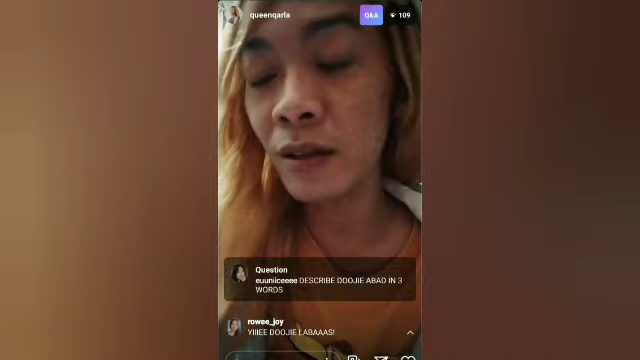 queenqarla
Q&A
109
Question
euuniiceeee DESCRIBE DOOJIE ABAD IN 3
WORDS
rowee_joy
YIIIEE DOOJIE LABAAAS!